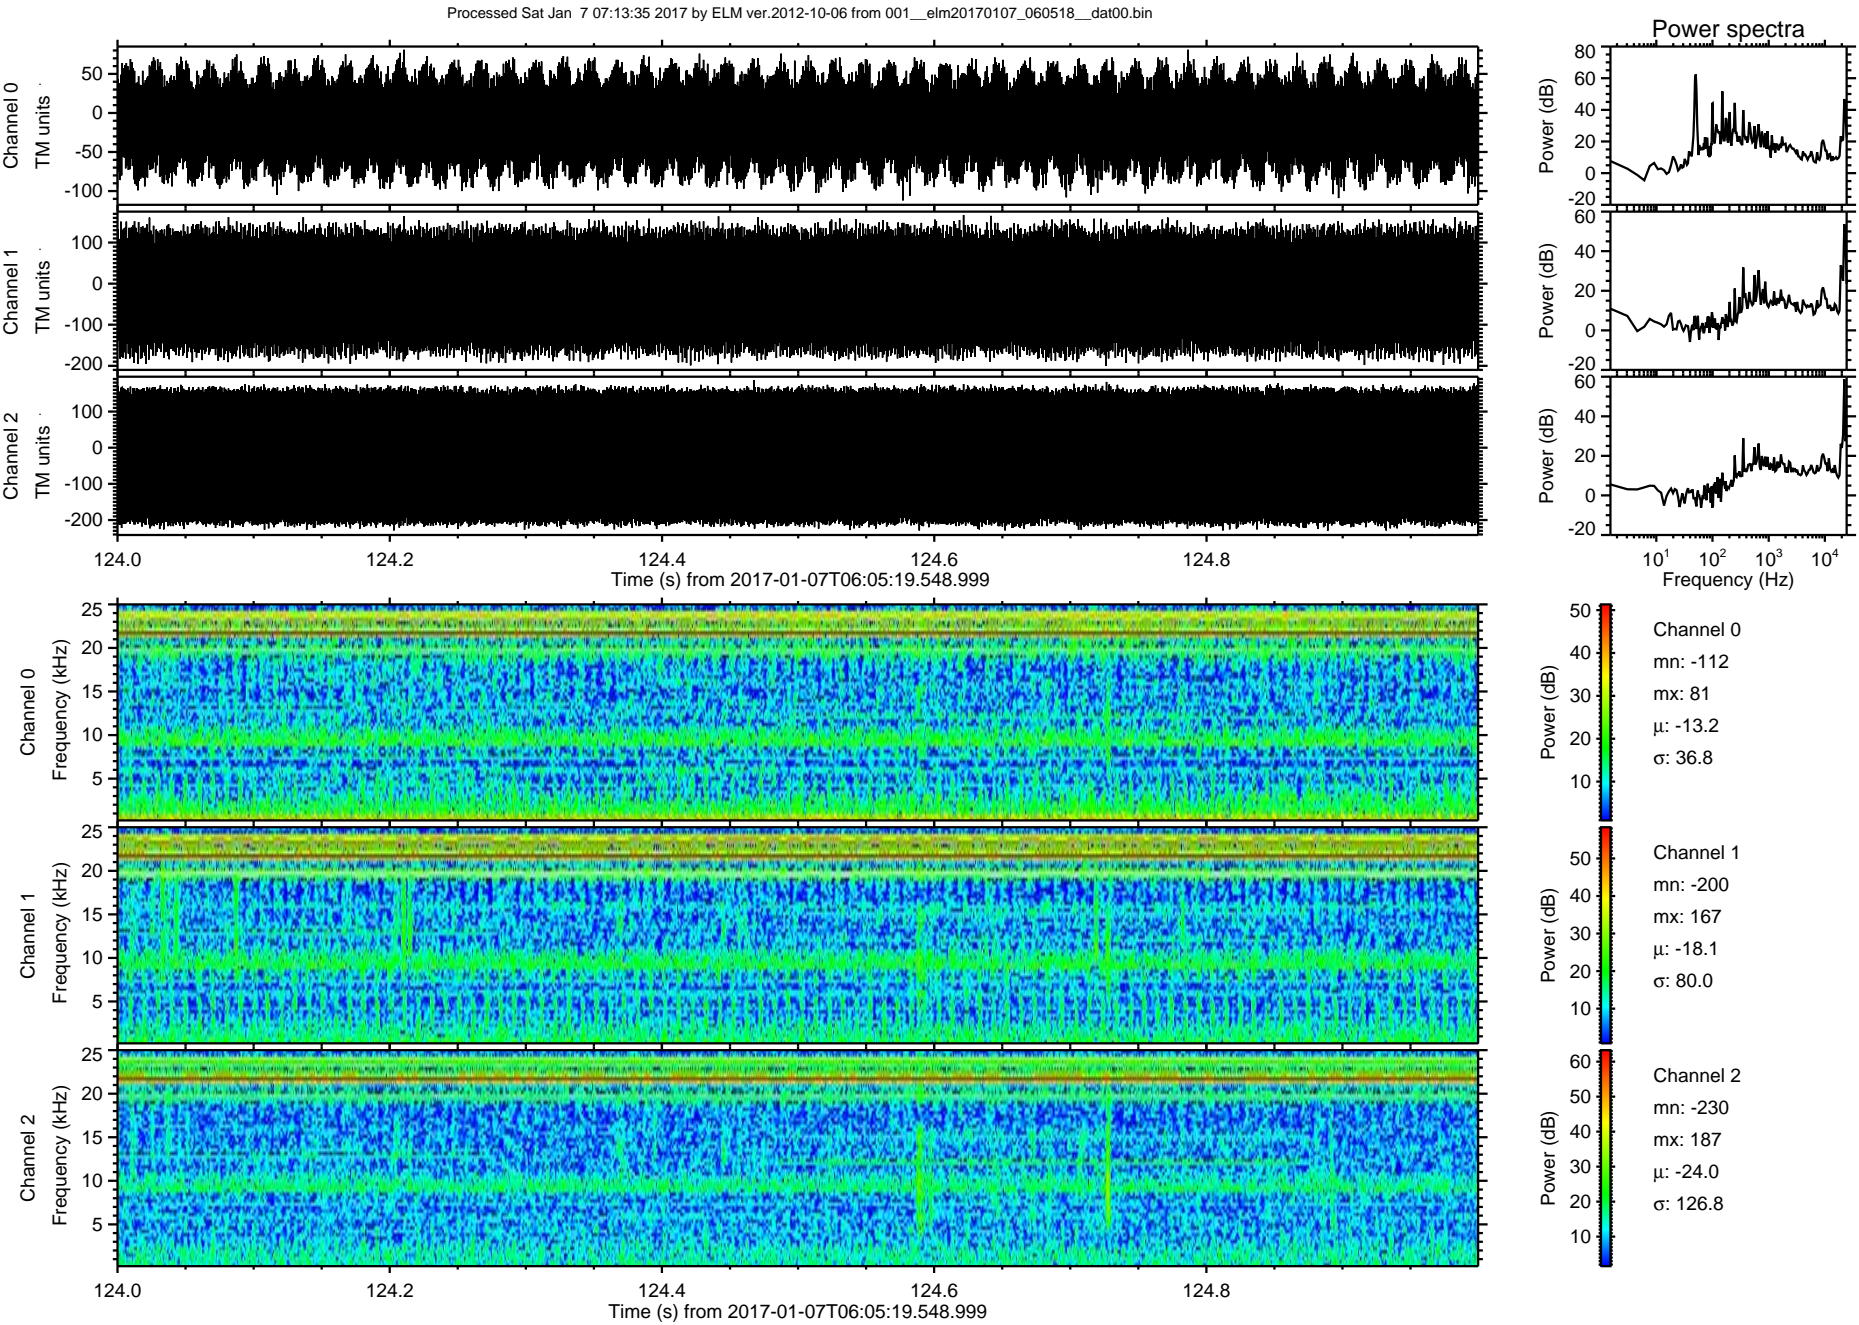 Processed Sat Jan  7 07:13:35 2017 by ELM ver.2012-10-06 from 001__elm20170107_060518__dat00.bin
Power spectra
Channel 0
TM units
50
0
-50
-100
Power (dB)
80
60
40
20
0
-20
Channel 1
TM units
100
0
-100
-200
Power (dB)
60
40
20
0
-20
Channel 2
TM units
100
0
-100
-200
Power (dB)
60
40
20
0
-20
124.0 124.2 124.4 124.6 124.8
Time (s) from 2017-01-07T06:05:19.548.999
10^1 10^2 10^3 10^4
Frequency (Hz)
Channel 0
Frequency (kHz)
25
20
15
10
5
Power (dB)
50
40
30
20
10
Channel 0
mn: -112
mx: 81
μ: -13.2
σ: 36.8
Channel 1
Frequency (kHz)
25
20
15
10
5
Power (dB)
50
40
30
20
10
Channel 1
mn: -200
mx: 167
μ: -18.1
σ: 80.0
Channel 2
Frequency (kHz)
25
20
15
10
5
Power (dB)
60
50
40
30
20
10
Channel 2
mn: -230
mx: 187
μ: -24.0
σ: 126.8
124.0 124.2 124.4 124.6 124.8
Time (s) from 2017-01-07T06:05:19.548.999